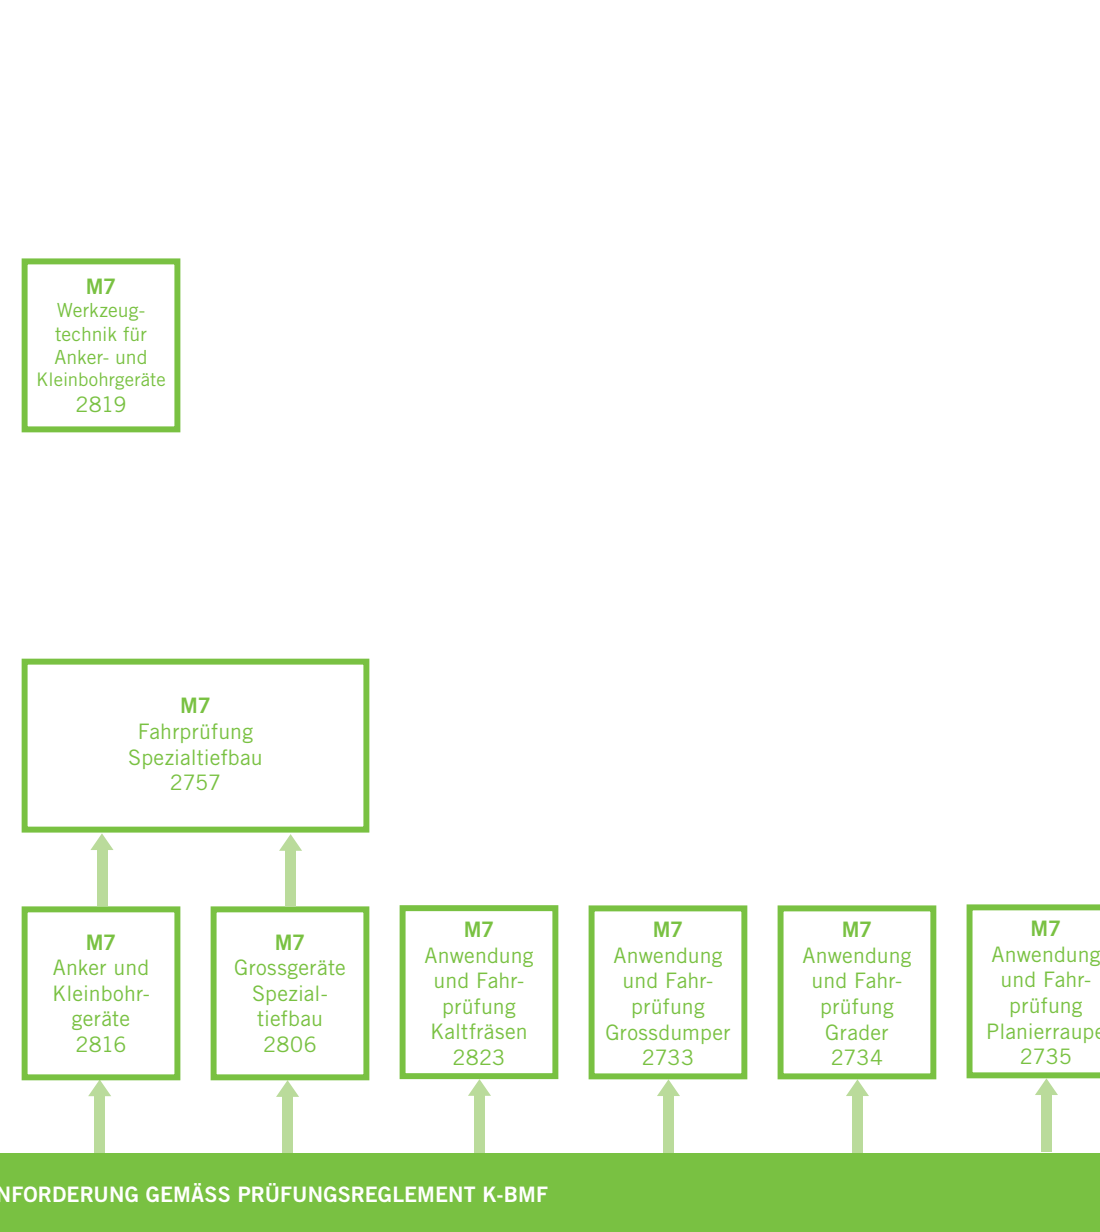 M7
Werkzeug-
technik für
Anker- und
Kleinbohrgeräte
2819
M7
Fahrprüfung
Spezialtiefbau
2757
M7
Anker und
Kleinbohr-
geräte
2816
M7
Grossgeräte
Spezial-
tiefbau
2806
M7
Anwendung
und Fahr-
prüfung
Kaltfräsen
2823
M7
Anwendung
und Fahr-
prüfung
Grossdumper
2733
M7
Anwendung
und Fahr-
prüfung
Grader
2734
M7
Anwendung
und Fahr-
prüfung
Planierraupe
2735
NFORDERUNG GEMÄSS PRÜFUNGSREGLEMENT K-BMF